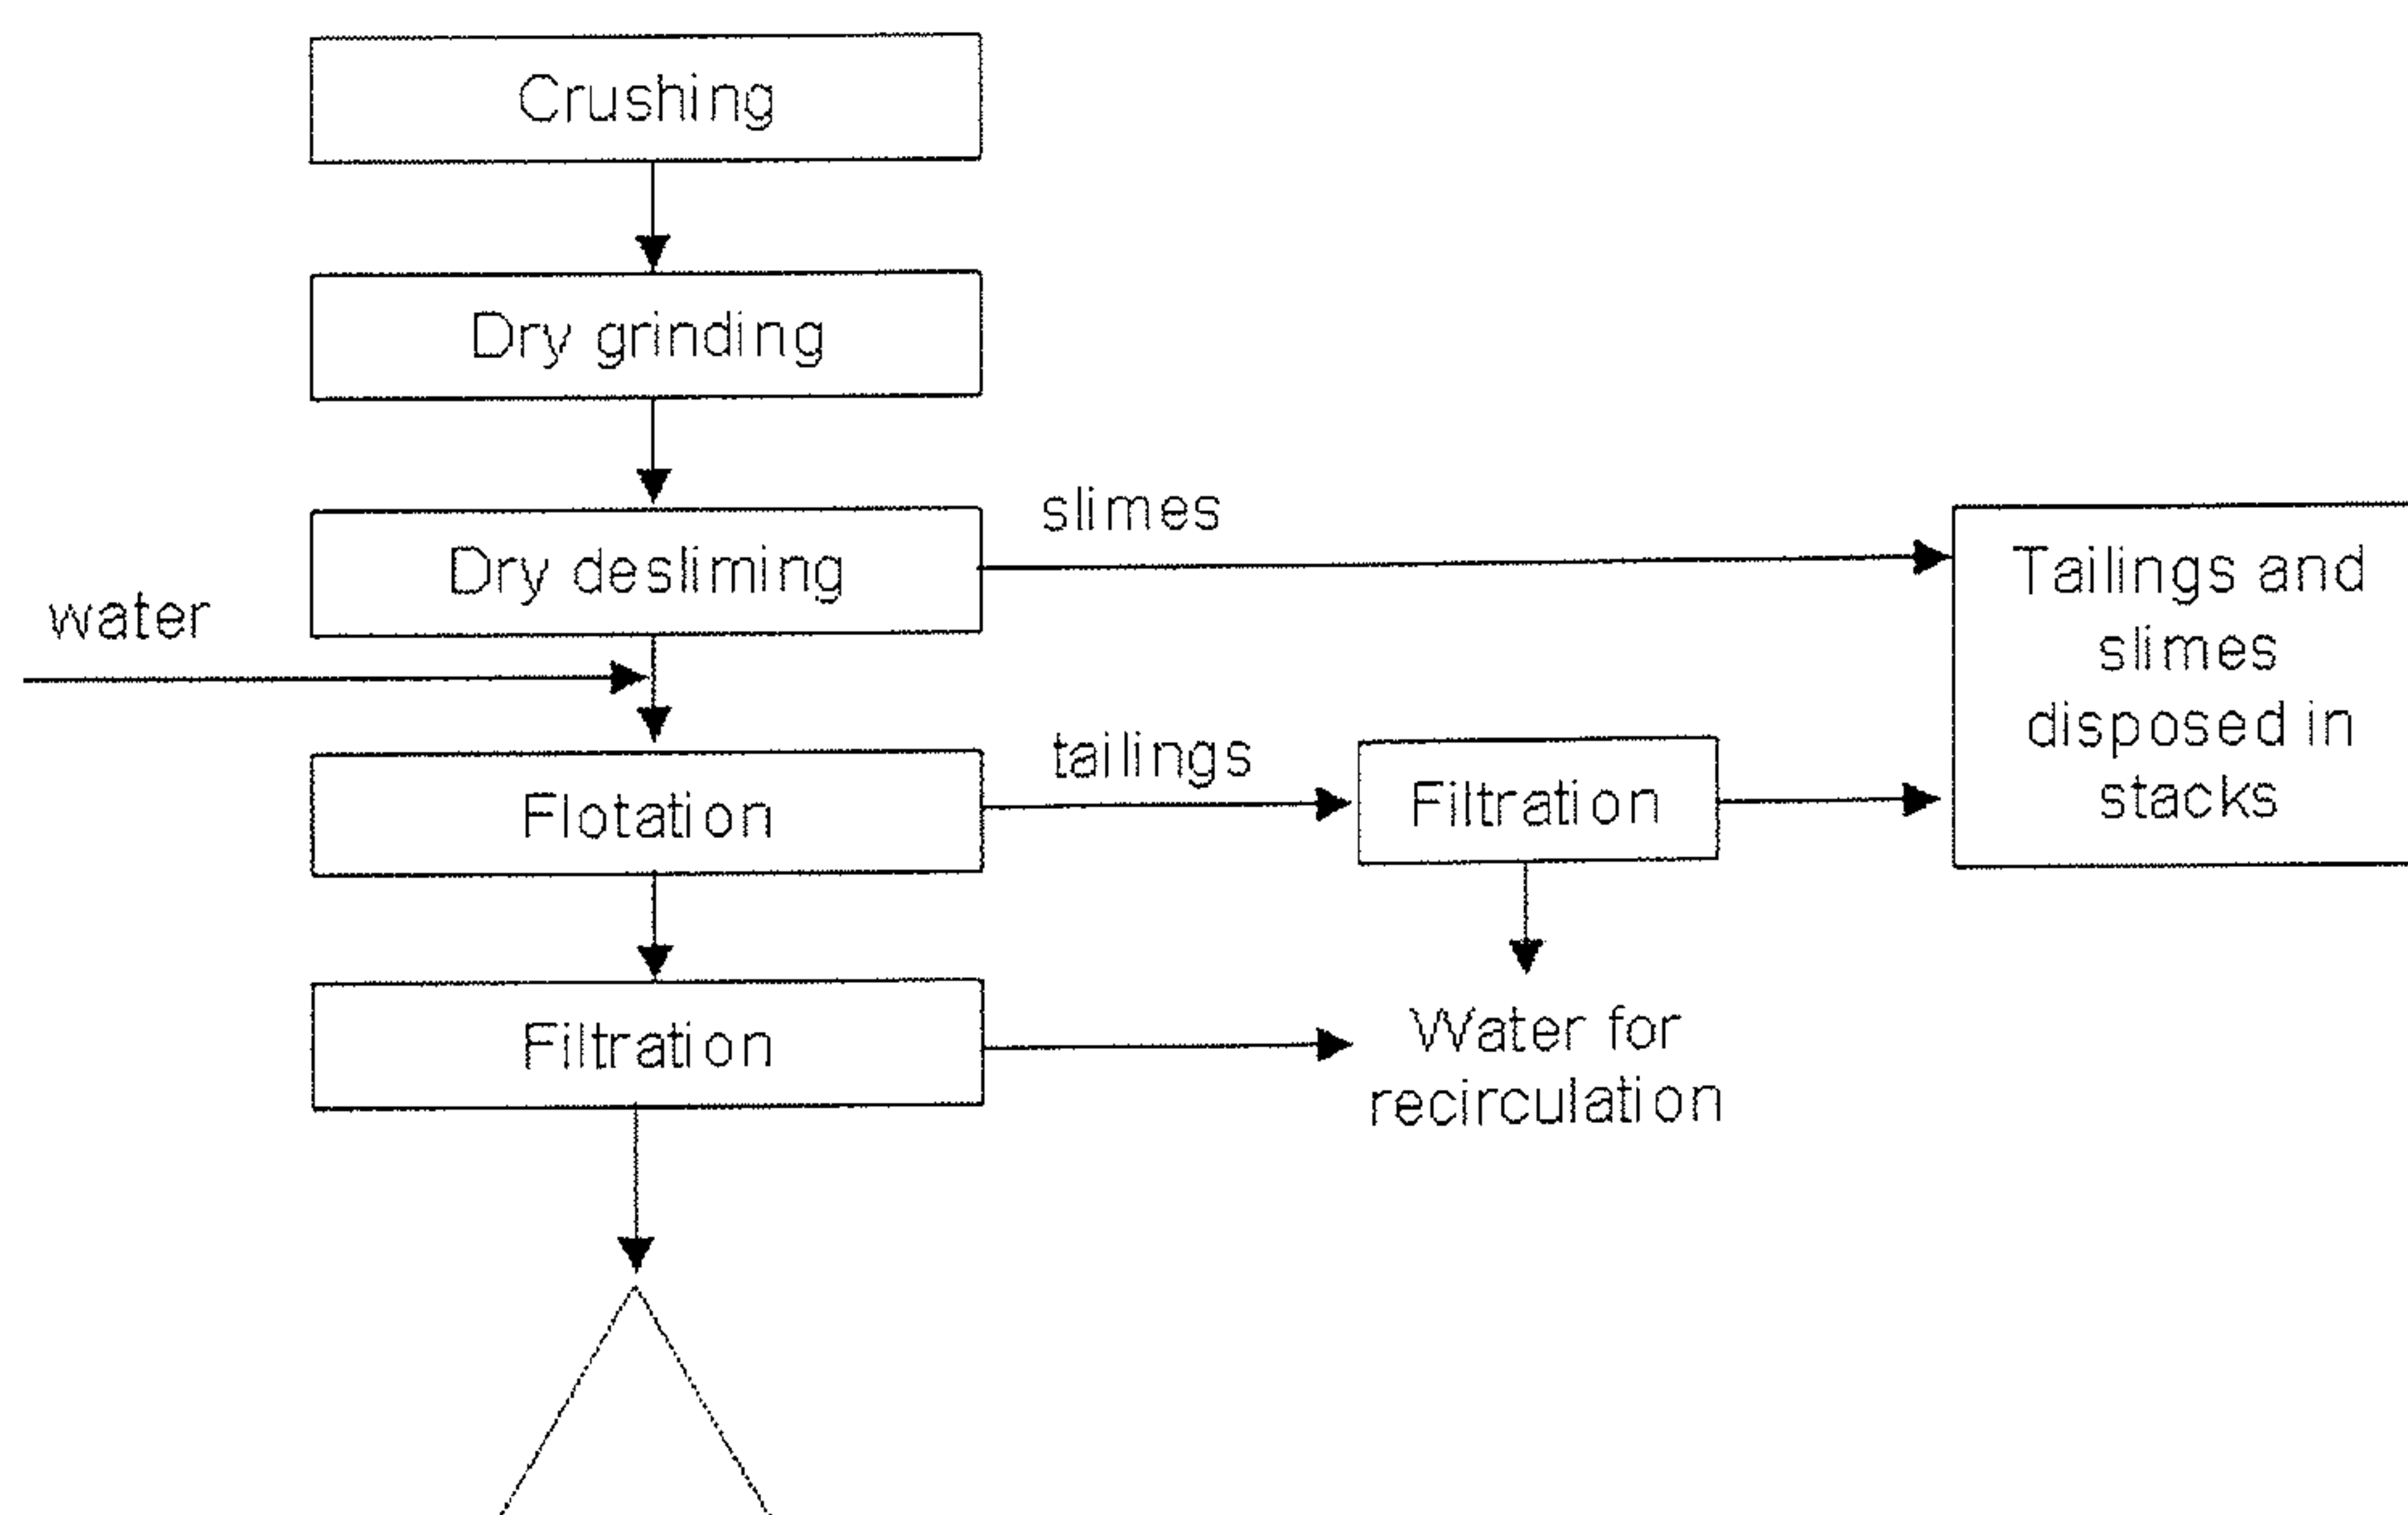 Crushing
Dry grinding
Dry desliming
slimes
water
Tailings and
slimes
disposed in
stacks
Flotation
tailings
Filtration
Filtration
Water for
recirculation